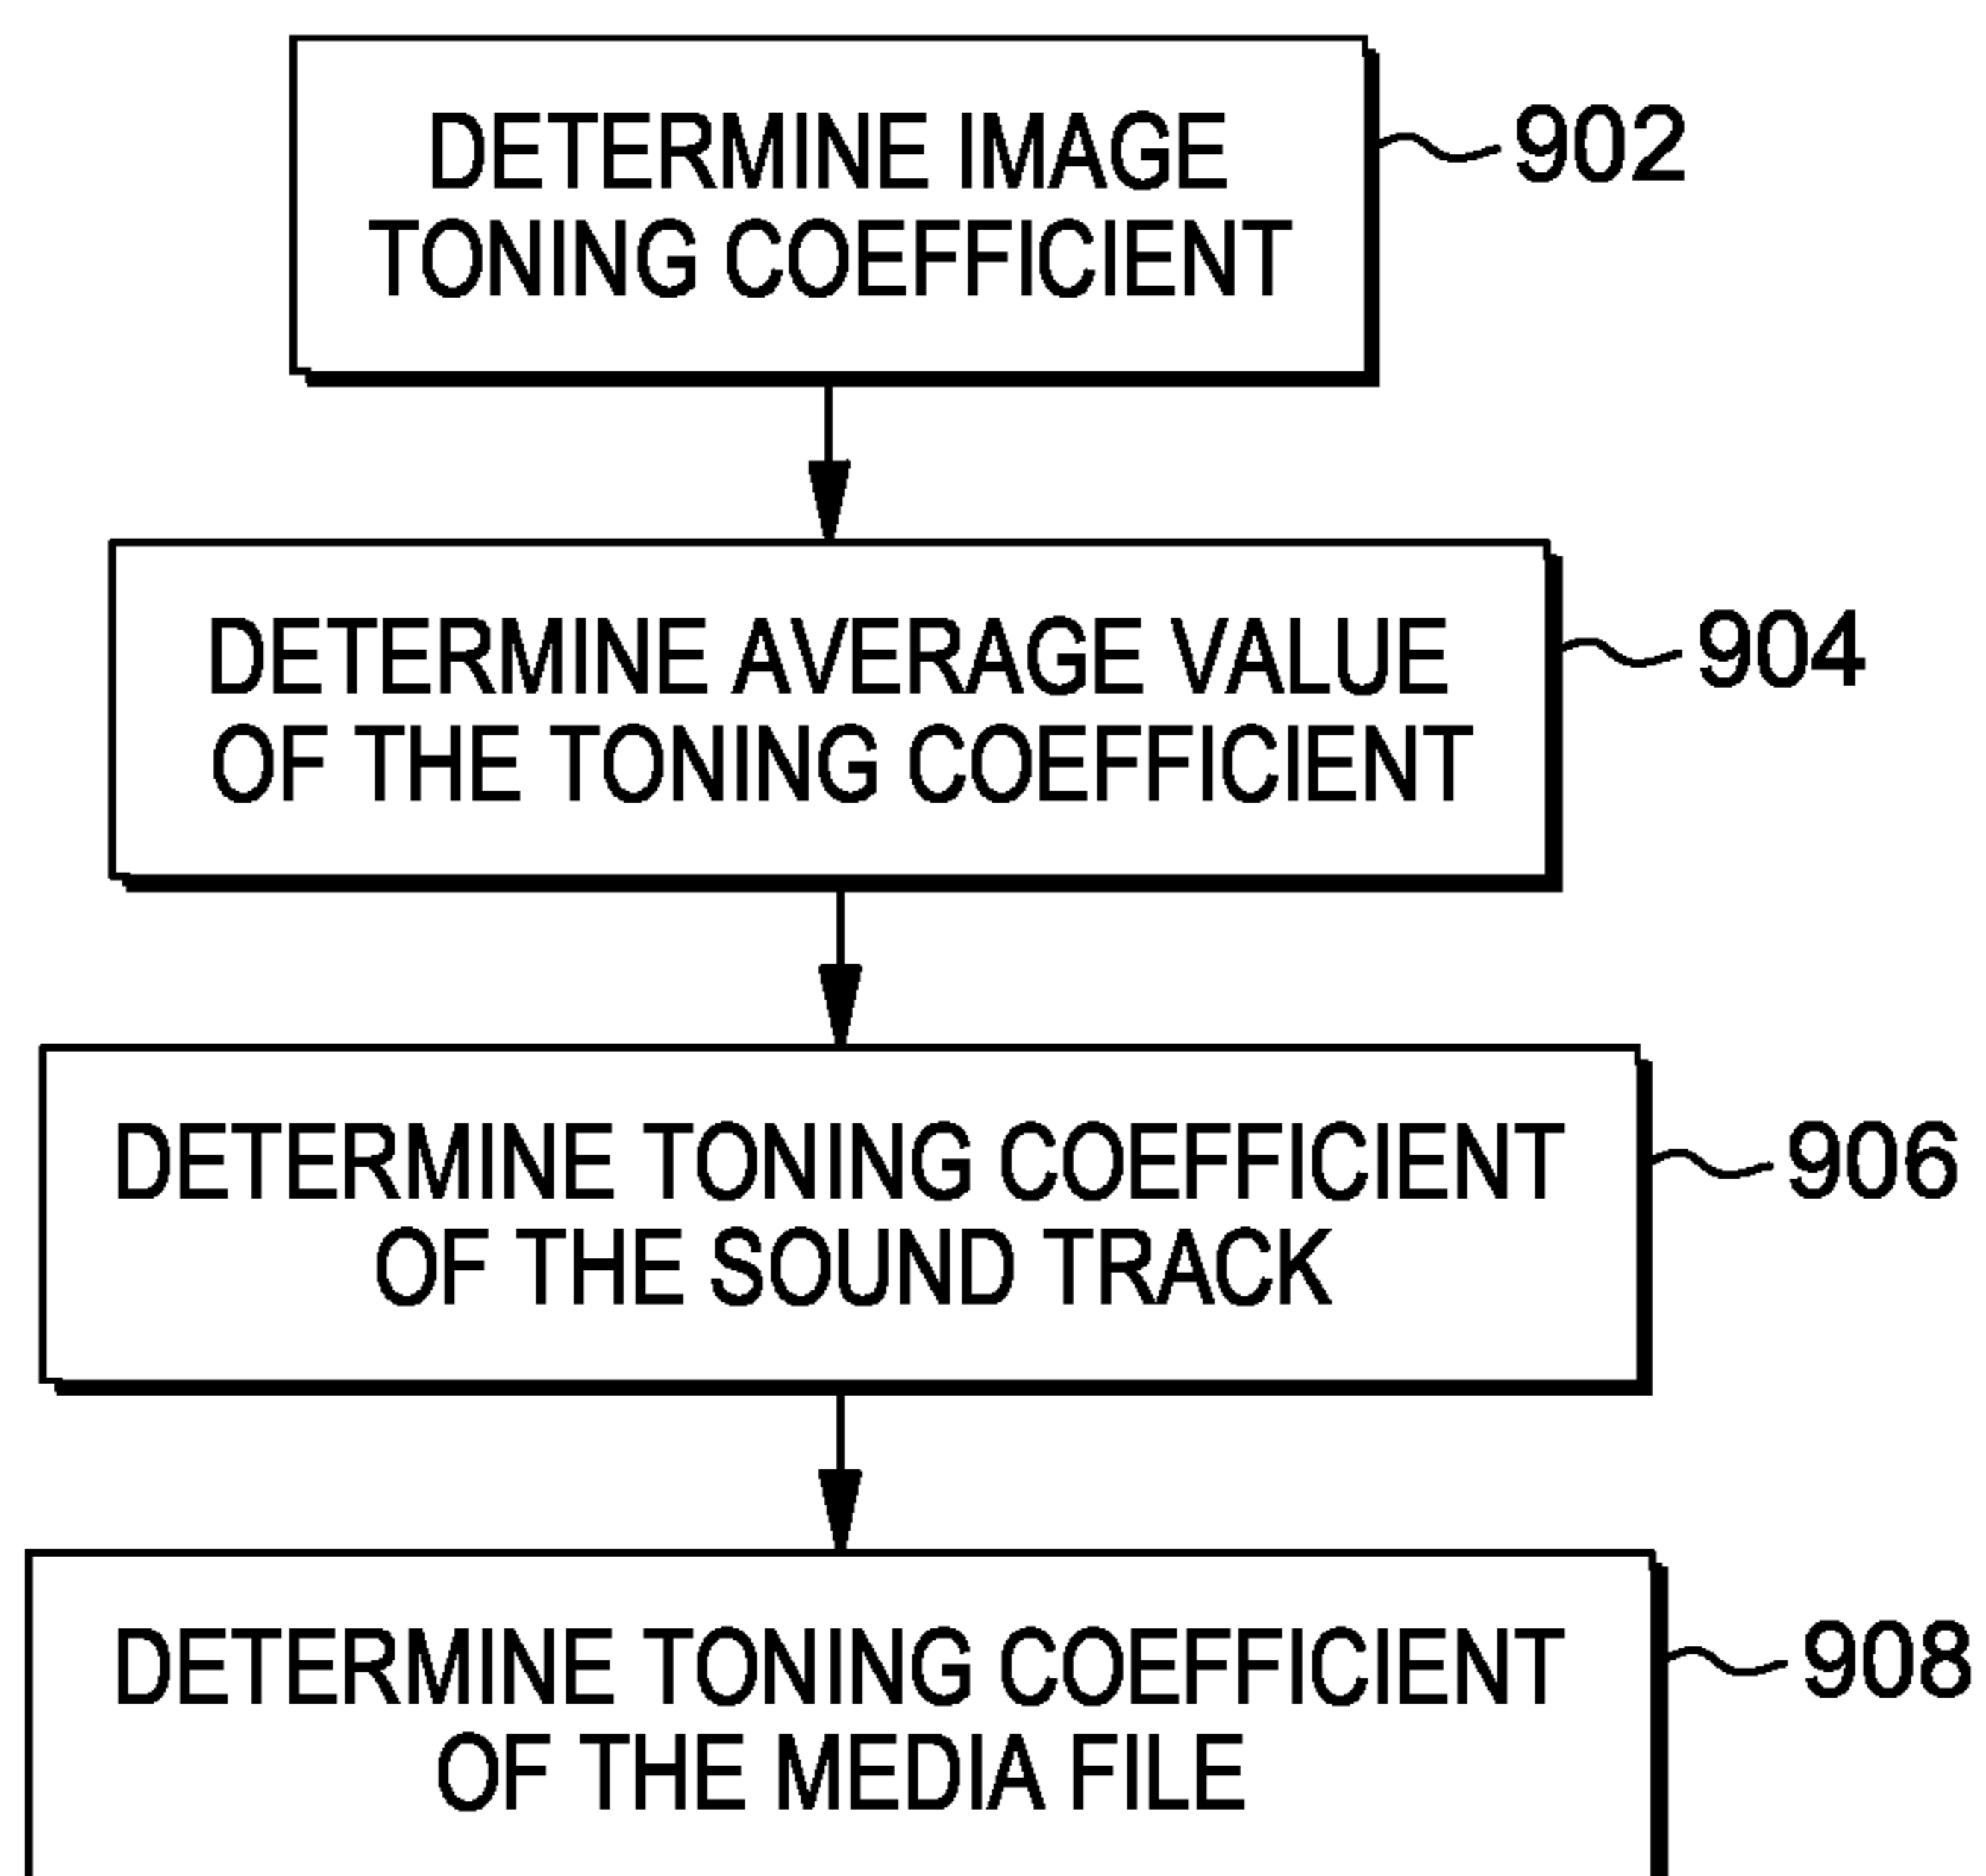 DETERMINE IMAGE
TONING COEFFICIENT
902
DETERMINE AVERAGE VALUE
OF THE TONING COEFFICIENT
904
DETERMINE TONING COEFFICIENT
OF THE SOUND TRACK
906
DETERMINE TONING COEFFICIENT
OF THE MEDIA FILE
908